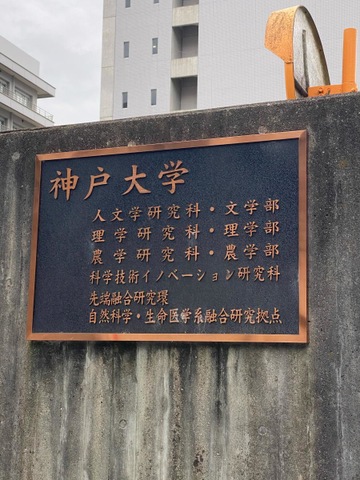 神戸大学
人文学研究科・文学部
理学研究科・理学部
農学研究科・農学部
科学技術イノベーション研究科
先端融合研究環
自然科学・生命医学系融合研究拠点